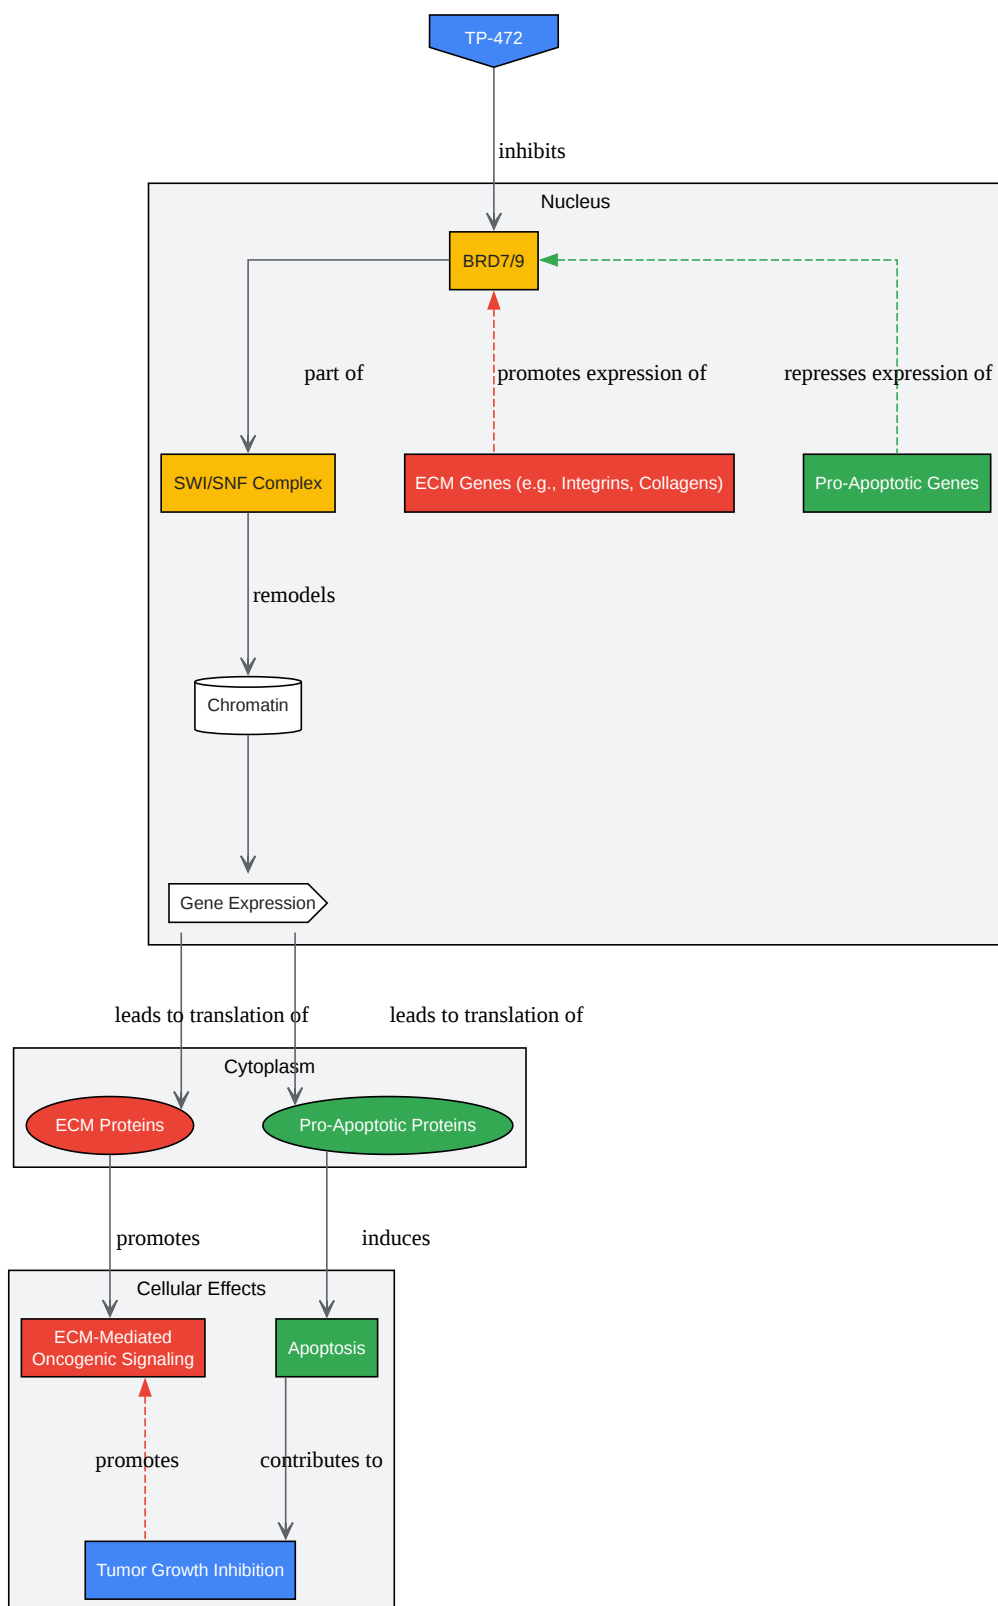 TP-472
inhibits
Nucleus
BRD7/9
part of
promotes expression of
represses expression of
SWI/SNF Complex
ECM Genes (e.g., Integrins, Collagens)
Pro-Apoptotic Genes
remodels
Chromatin
Gene Expression
leads to translation of
leads to translation of
Cytoplasm
ECM Proteins
Pro-Apoptotic Proteins
promotes
induces
Cellular Effects
ECM-Mediated
Oncogenic Signaling
Apoptosis
promotes
contributes to
Tumor Growth Inhibition